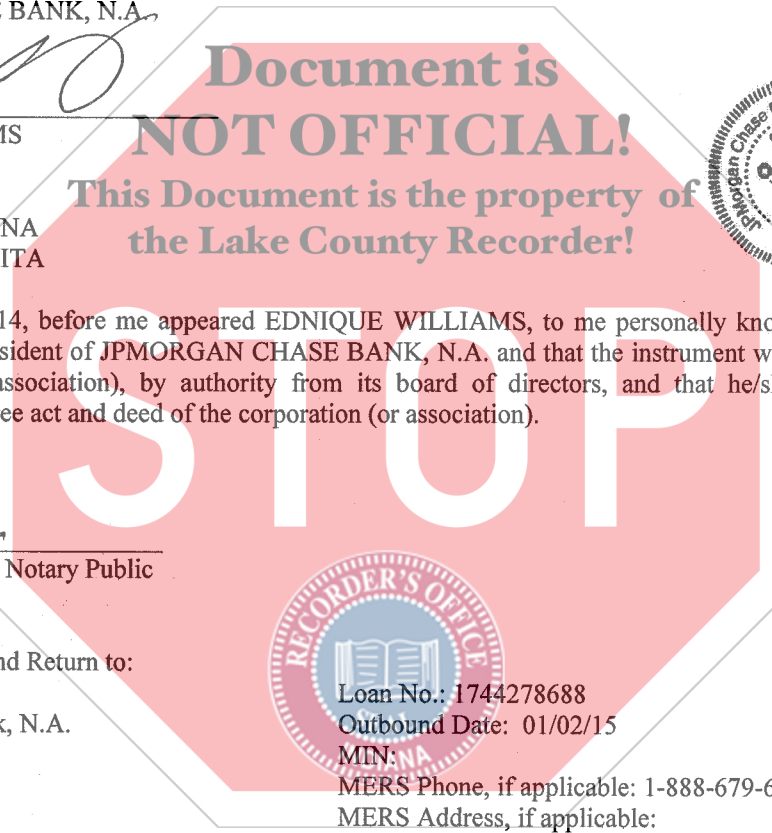 E BANK, N.A.
Document is
NOT OFFICIAL!
MS
This Document is the property of
NA
the Lake County Recorder!
ITA
JPMorgan Chase
14, before me appeared EDNIQUE WILLIAMS, to me personally kno
sident of JPMORGAN CHASE BANK, N.A. and that the instrument w
association), by authority from its board of directors, and that he/s
ee act and deed of the corporation (or association).
STOP
Notary Public
RECORDER'S OFFICE
nd Return to:
Loan No.: 1744278688
k, N.A.
Outbound Date: 01/02/15
SEAL
INDIANA
MIN:
MERS Phone, if applicable: 1-888-679-6
MERS Address, if applicable: